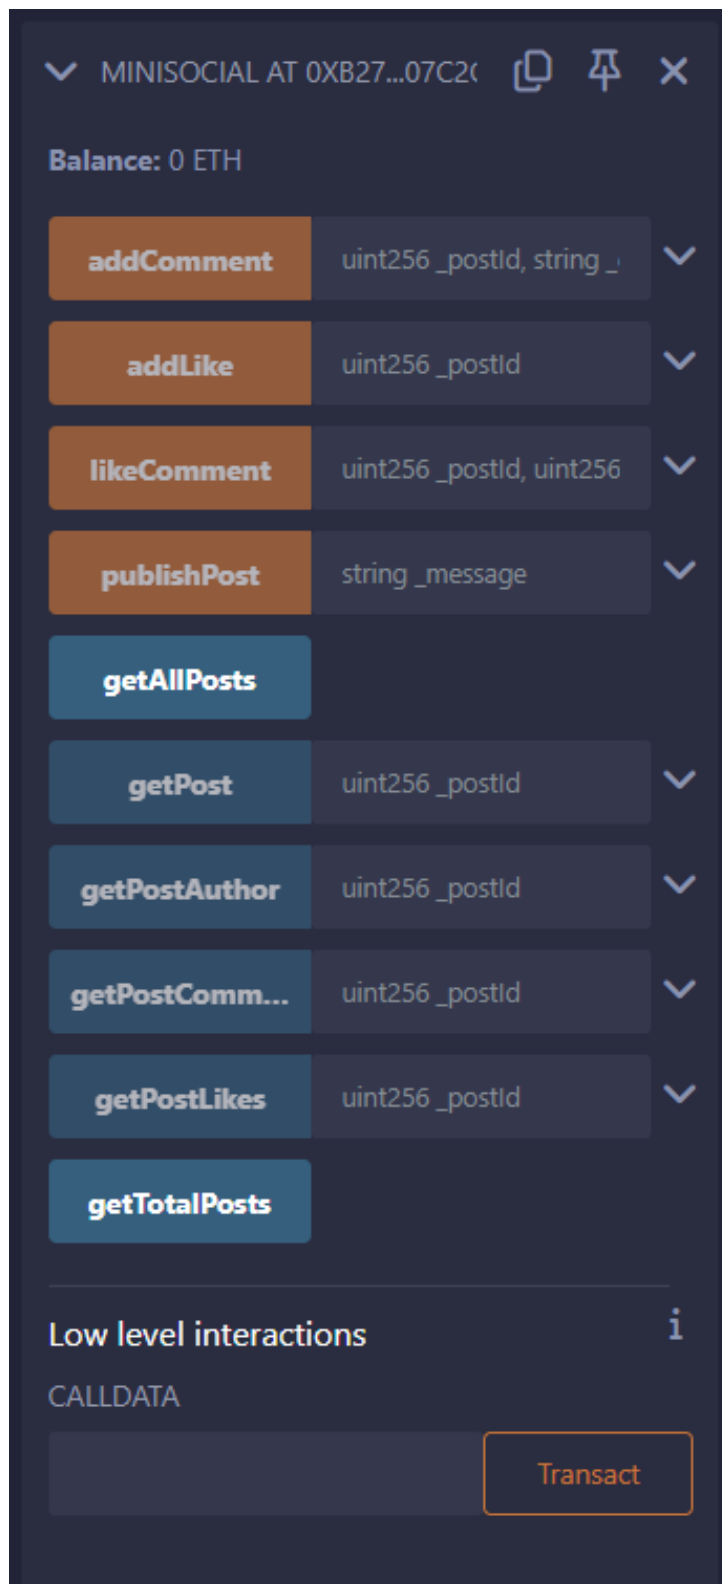 MINISOCIAL AT 0XB27...07C2(
Balance: 0 ETH
addComment uint256 _postId, string _
addLike uint256 _postId
likeComment uint256 _postId, uint256
publishPost string _message
getAllPosts
getPost uint256 _postId
getPostAuthor uint256 _postId
getPostComm... uint256 _postId
getPostLikes uint256 _postId
getTotalPosts
Low level interactions i
CALLDATA
Transact